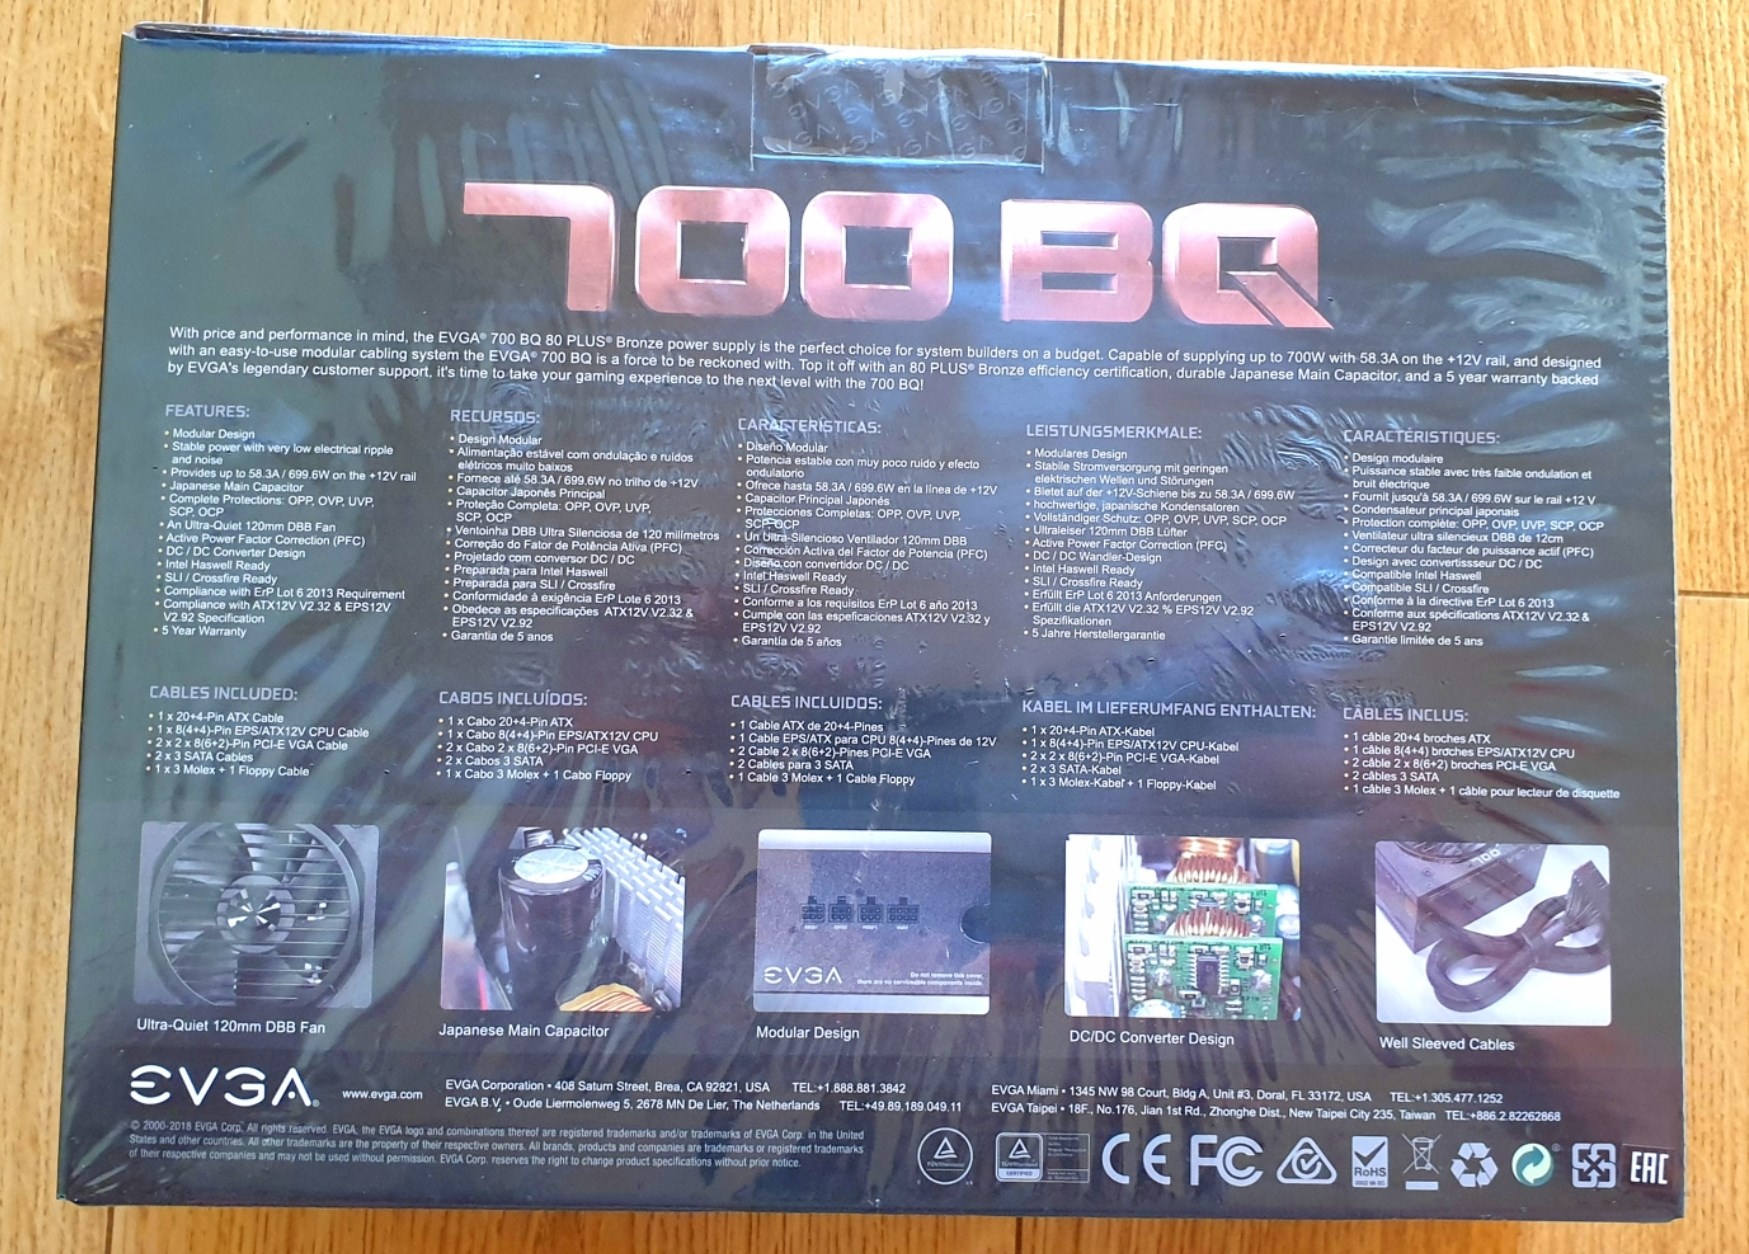 700 BQ
With price and performance in mind, the EVGA® 700 BQ 80 PLUS® Bronze power supply is the perfect choice for system builders on a budget. Capable of supplying up to 700W with 58.3A on the +12V rail, and designed
with an easy-to-use modular cabling system the EVGA® 700 BQ is a force to be reckoned with. Top it off with an 80 PLUS® Bronze efficiency certification, durable Japanese Main Capacitor, and a 5 year warranty backed
by EVGA's legendary customer support, it's time to take your gaming experience to the next level with the 700 BQ!
FEATURES:
• Modular Design
• Stable power with very low electrical ripple
and noise
• Provides up to 58.3A / 699.6W on the +12V rail
• Japanese Main Capacitor
• Complete Protections: OPP, OVP, UVP,
SCP, OCP
• An Ultra-Quiet 120mm DBB Fan
• Active Power Factor Correction (PFC)
• DC / DC Converter Design
• Intel Haswell Ready
• SLI / Crossfire Ready
• Compliance with ErP Lot 6 2013 Requirement
• Compliance with ATX12V V2.32 & EPS12V
V2.92 Specification
• 5 Year Warranty
RECURSOS:
• Design Modular
• Alimentação estável com ondulação e ruídos
elétricos muito baixos
• Fornece até 58.3A / 699.6W no trilho de +12V
• Capacitor Japonês Principal
• Proteção Completa: OPP, OVP, UVP,
SCP, OCP
• Ventoinha DBB Ultra Silenciosa de 120 milímetros
• Correção do Fator de Potência Ativa (PFC)
• Projetado com conversor DC / DC
• Preparada para Intel Haswell
• Preparada para SLI / Crossfire
• Conformidade à exigência ErP Lote 6 2013
• Obedece as especificações ATX12V V2.32 &
EPS12V V2.92
• Garantia de 5 anos
CARACTERÍSTICAS:
• Diseño Modular
• Potencia estable con muy poco ruido y efecto
ondulatorio
• Ofrece hasta 58.3A / 699.6W en la línea de +12V
• Capacitor Principal Japonés
• Protecciones Completas: OPP, OVP, UVP,
SCP, OCP
• Un Ultra-Silencioso Ventilador 120mm DBB
• Corrección Activa del Factor de Potencia (PFC)
• Diseño con convertidor DC / DC
• Intel Haswell Ready
• SLI / Crossfire Ready
• Conforme a los requisitos ErP Lot 6 año 2013
• Cumple con las espeficaciones ATX12V V2.32 y
EPS12V V2.92
• Garantía de 5 años
LEISTUNGSMERKMALE:
• Modulares Design
• Stabile Stromversorgung mit geringen
elektrischen Wellen und Störungen
• Bietet auf der +12V-Schiene bis zu 58.3A / 699.6W
• hochwertige, japanische Kondensatoren
• Vollständiger Schutz: OPP, OVP, UVP, SCP, OCP
• Ultraleiser 120mm DBB Lüfter
• Active Power Factor Correction (PFC)
• DC / DC Wandler-Design
• Intel Haswell Ready
• SLI / Crossfire Ready
• Erfüllt ErP Lot 6 2013 Anforderungen
• Erfüllt die ATX12V V2.32 % EPS12V V2.92
Spezifikationen
• 5 Jahre Herstellergarantie
CARACTÉRISTIQUES:
• Design modulaire
• Puissance stable avec très faible ondulation et
bruit électrique
• Fournit jusqu'à 58.3A / 699.6W sur le rail +12 V
• Condensateur principal japonais
• Protection complète: OPP, OVP, UVP, SCP, OCP
• Ventilateur ultra silencieux DBB de 12cm
• Correcteur du facteur de puissance actif (PFC)
• Design avec convertissseur DC / DC
• Compatible Intel Haswell
• Compatible SLI / Crossfire
• Conforme à la directive ErP Lot 6 2013
• Conforme aux spécifications ATX12V V2.32 &
EPS12V V2.92
• Garantie limitée de 5 ans
CABLES INCLUDED:
• 1 x 20+4-Pin ATX Cable
• 1 x 8(4+4)-Pin EPS/ATX12V CPU Cable
• 2 x 2 x 8(6+2)-Pin PCI-E VGA Cable
• 2 x 3 SATA Cables
• 1 x 3 Molex + 1 Floppy Cable
CABOS INCLUÍDOS:
• 1 x Cabo 20+4-Pin ATX
• 1 x Cabo 8(4+4)-Pin EPS/ATX12V CPU
• 2 x Cabo 2 x 8(6+2)-Pin PCI-E VGA
• 2 x Cabos 3 SATA
• 1 x Cabo 3 Molex + 1 Cabo Floppy
CABLES INCLUIDOS:
• 1 Cable ATX de 20+4-Pines
• 1 Cable EPS/ATX para CPU 8(4+4)-Pines de 12V
• 2 Cable 2 x 8(6+2)-Pines PCI-E VGA
• 2 Cables para 3 SATA
• 1 Cable 3 Molex + 1 Cable Floppy
KABEL IM LIEFERUMFANG ENTHALTEN:
• 1 x 20+4-Pin ATX-Kabel
• 1 x 8(4+4)-Pin EPS/ATX12V CPU-Kabel
• 2 x 2 x 8(6+2)-Pin PCI-E VGA-Kabel
• 2 x 3 SATA-Kabel
• 1 x 3 Molex-Kabel + 1 Floppy-Kabel
CÂBLES INCLUS:
• 1 câble 20+4 broches ATX
• 1 câble 8(4+4) broches EPS/ATX12V CPU
• 2 câble 2 x 8(6+2) broches PCI-E VGA
• 2 câbles 3 SATA
• 1 câble 3 Molex + 1 câble pour lecteur de disquette
EVGA
Do not remove this cover,
there are no serviceable components inside.
700
Ultra-Quiet 120mm DBB Fan
Japanese Main Capacitor
Modular Design
DC/DC Converter Design
Well Sleeved Cables
EVGA
www.evga.com
EVGA Corporation • 408 Saturn Street, Brea, CA 92821, USA TEL:+1.888.881.3842
EVGA B.V. • Oude Liermolenweg 5, 2678 MN De Lier, The Netherlands TEL:+49.89.189.049.11
EVGA Miami • 1345 NW 98 Court, Bldg A, Unit #3, Doral, FL 33172, USA TEL:+1.305.477.1252
EVGA Taipei • 18F., No.176, Jian 1st Rd., Zhonghe Dist., New Taipei City 235, Taiwan TEL:+886.2.82262868
© 2000-2018 EVGA Corp. All rights reserved. EVGA, the EVGA logo and combinations thereof are registered trademarks and/or trademarks of EVGA Corp. in the United
States and other countries. All other trademarks are the property of their respective owners. All brands, products and companies are trademarks or registered trademarks
of their respective companies and may not be used without permission. EVGA Corp. reserves the right to change product specifications without prior notice.
TÜVRheinland
TÜVRheinland
CERTIFIED
CE
FC
RoHS
EAC